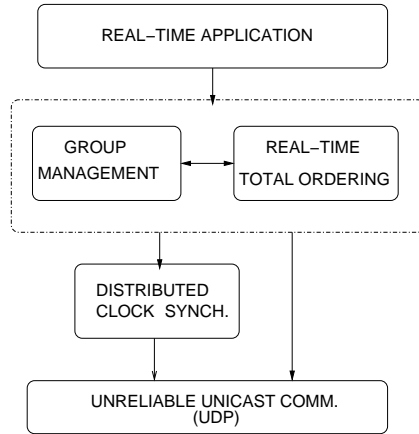 REAL-TIME APPLICATION
GROUP
MANAGEMENT
REAL-TIME
TOTAL ORDERING
DISTRIBUTED
CLOCK SYNCH.
UNRELIABLE UNICAST COMM.
(UDP)